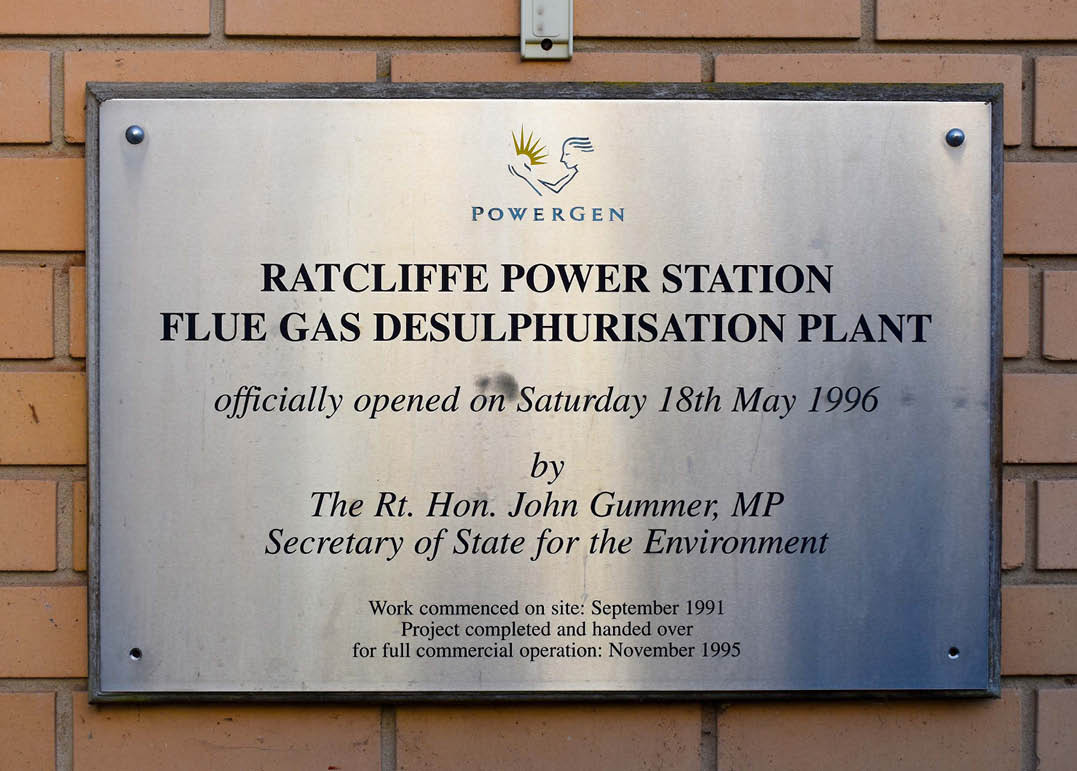 POWERGEN
RATCLIFFE POWER STATION
FLUE GAS DESULPHURISATION PLANT
officially opened on Saturday 18th May 1996
by
The Rt. Hon. John Gummer, MP
Secretary of State for the Environment
Work commenced on site: September 1991
Project completed and handed over
for full commercial operation: November 1995